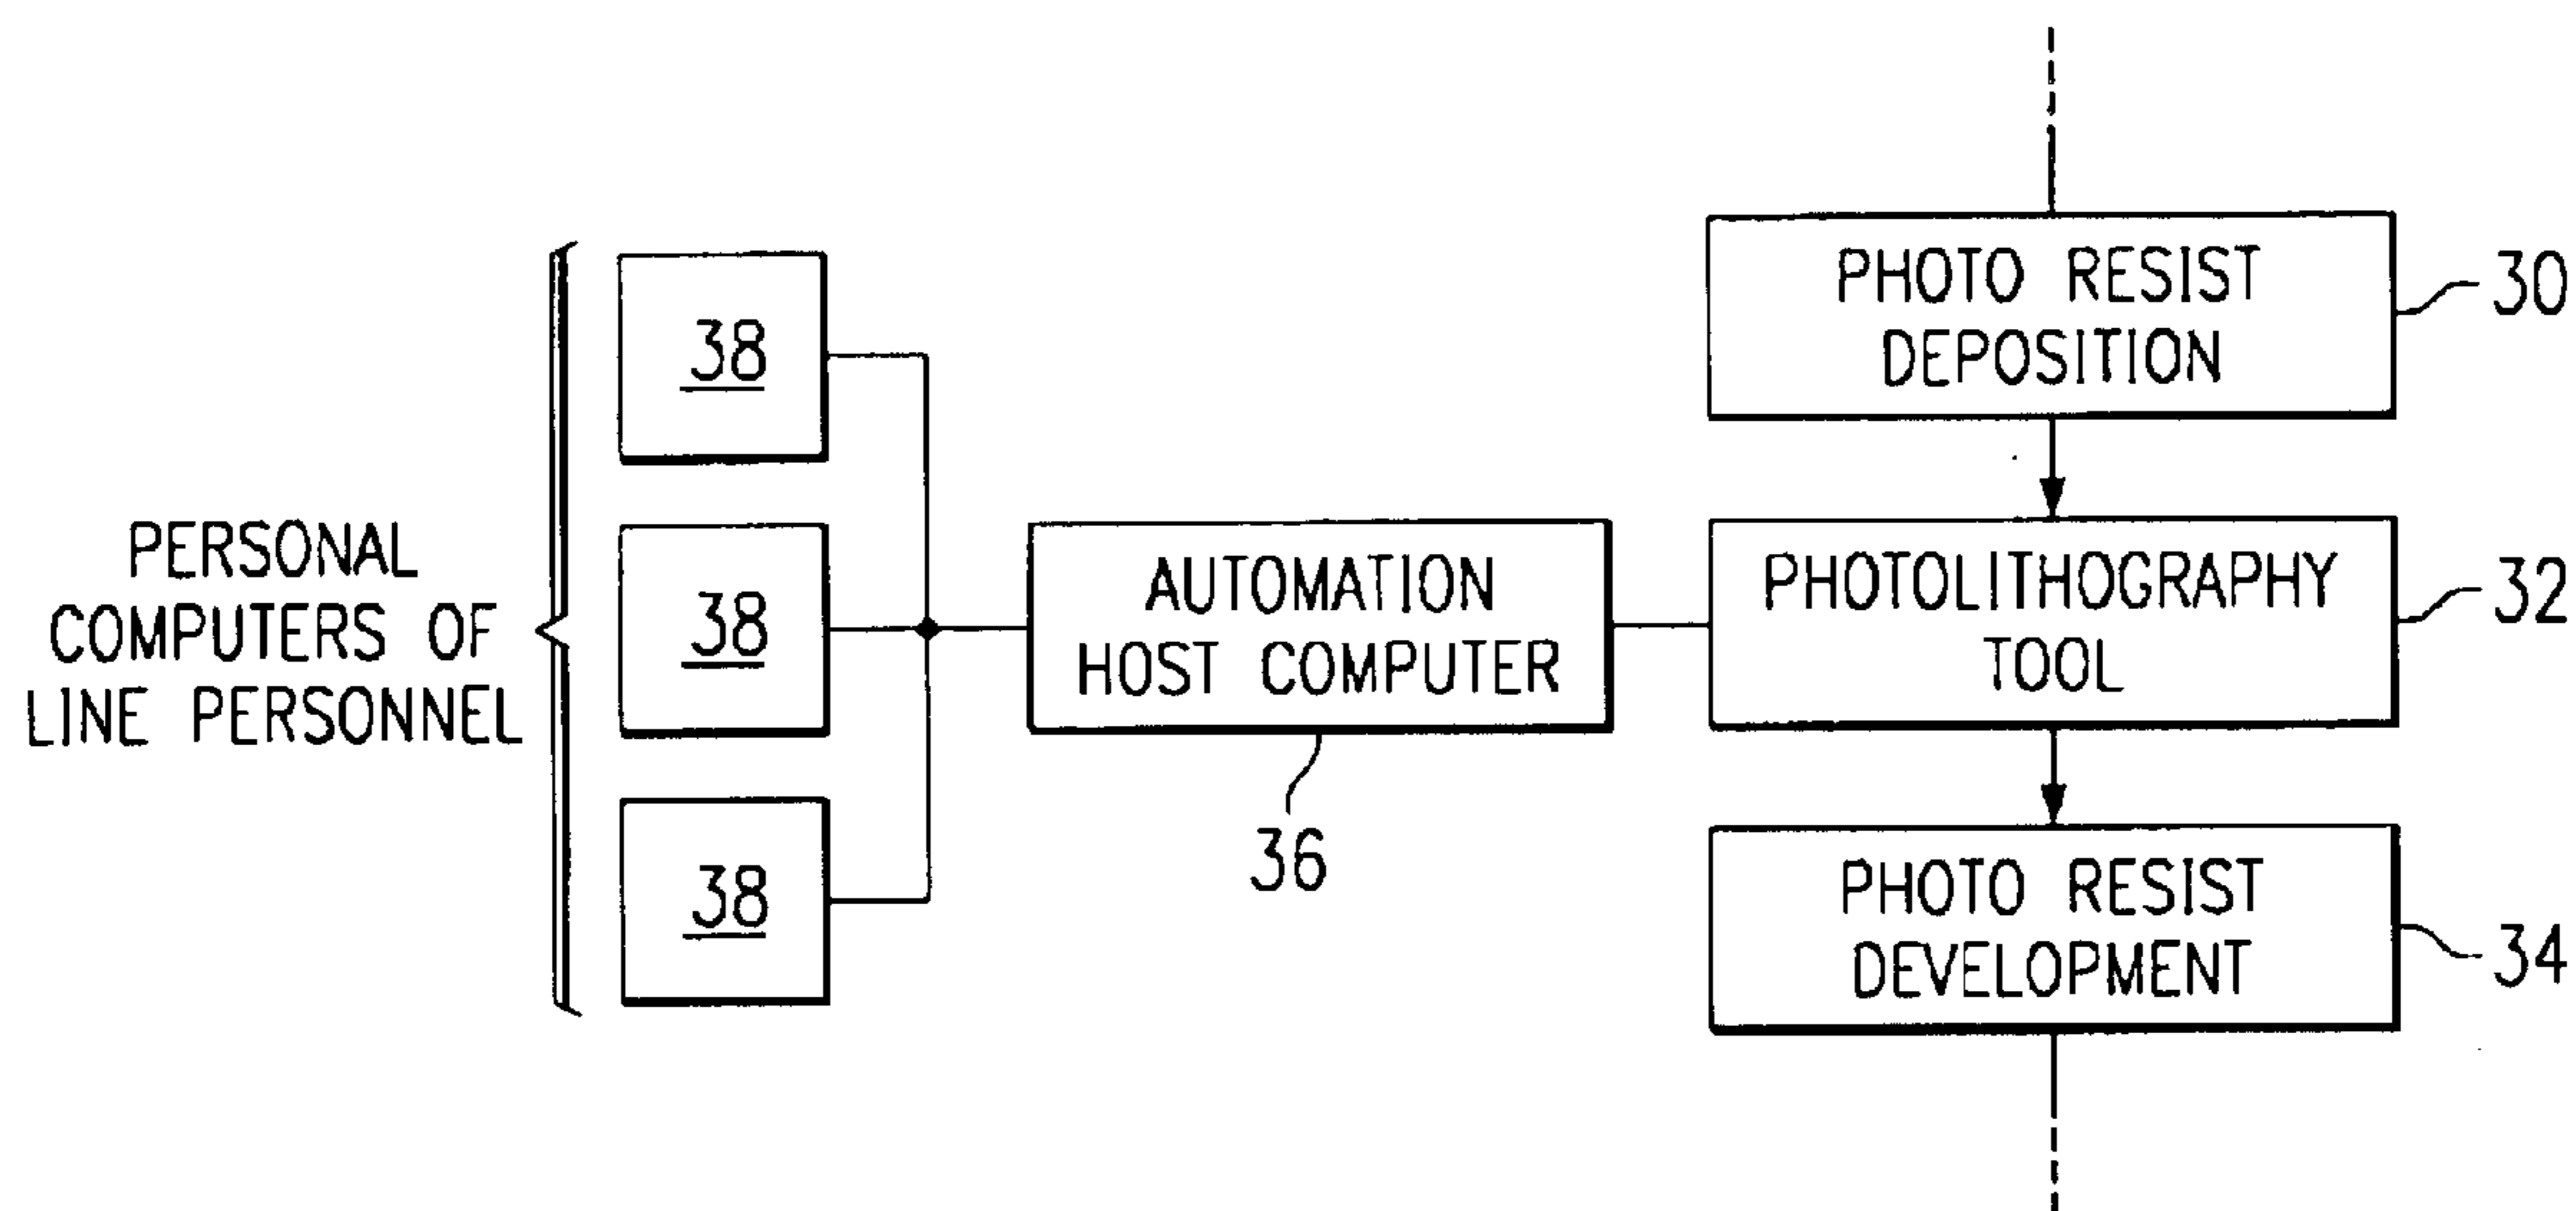 PERSONAL
COMPUTERS OF
LINE PERSONNEL
38
38
38
AUTOMATION
HOST COMPUTER
36
PHOTO RESIST
DEPOSITION
30
PHOTOLITHOGRAPHY
TOOL
32
PHOTO RESIST
DEVELOPMENT
34